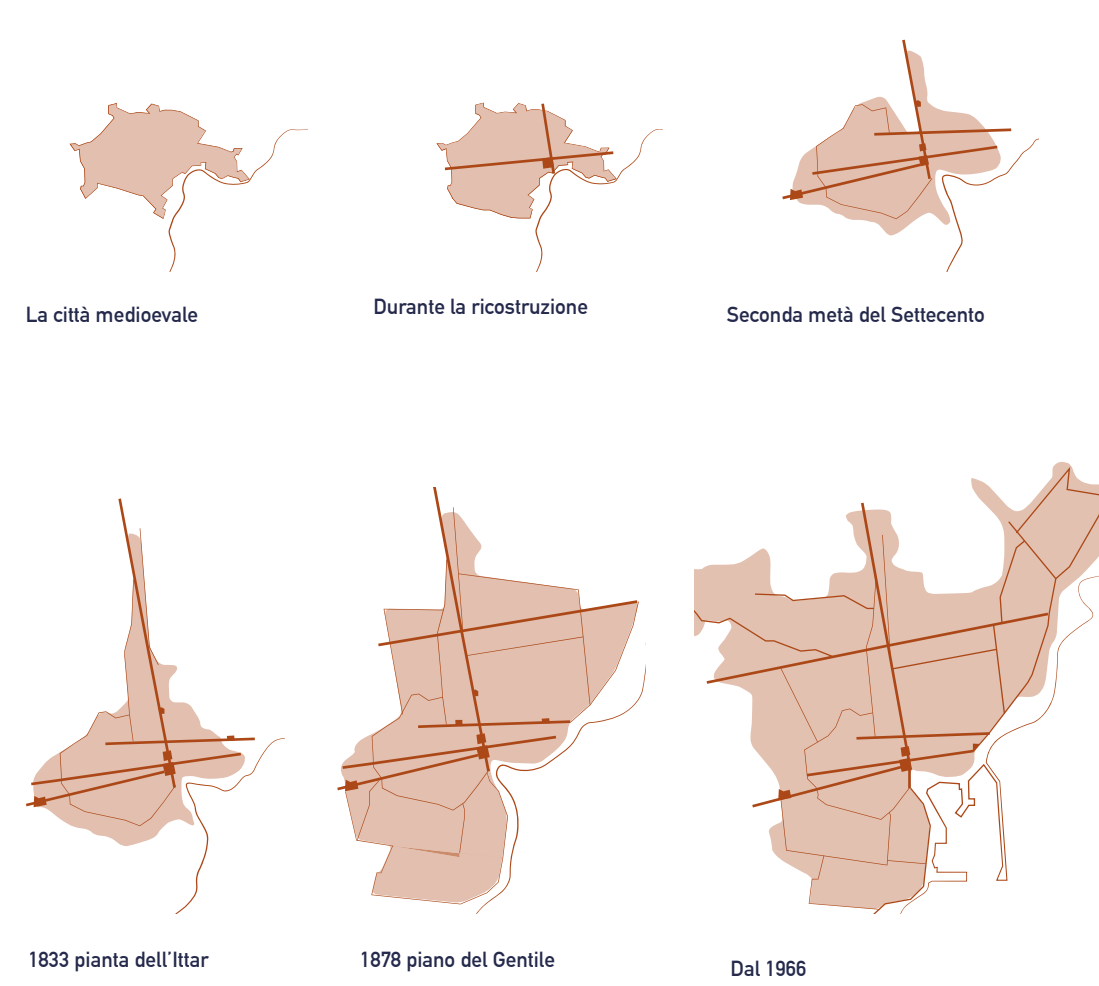 La città medioevale
Durante la ricostruzione
Seconda metà del Settecento
1833 pianta dell'Ittar
1878 piano del Gentile
Dal 1966